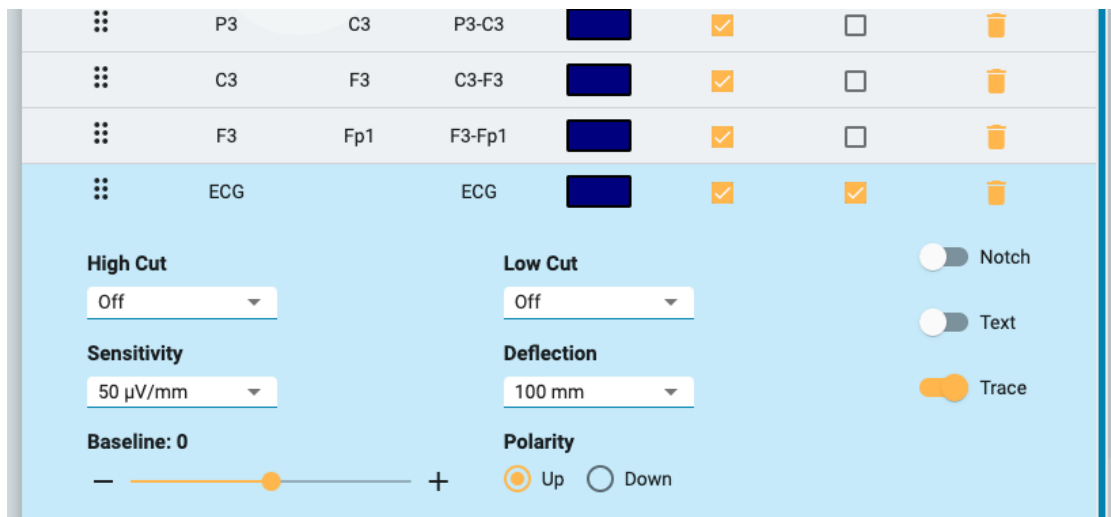 P3 C3 P3-C3
C3 F3 C3-F3
F3 Fp1 F3-Fp1
ECG ECG
High Cut Low Cut Notch
Off Off
Text
Sensitivity Deflection
50 µV/mm 100 mm Trace
Baseline: 0 Polarity
− + Up Down